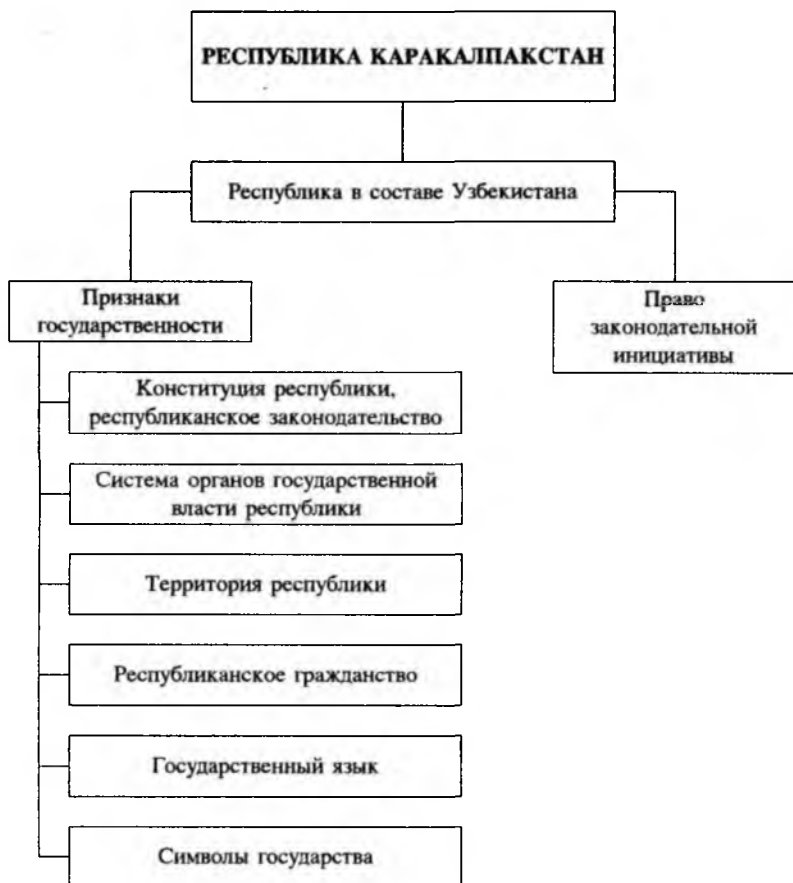 РЕСПУБЛИКА КАРАКАЛПАКСТАН
Республика в составе Узбекистана
Признаки
государственности
Право
законодательной
инициативы
Конституция республики,
республиканское законодательство
Система органов государственной
власти республики
Территория республики
Республиканское гражданство
Государственный язык
Символы государства